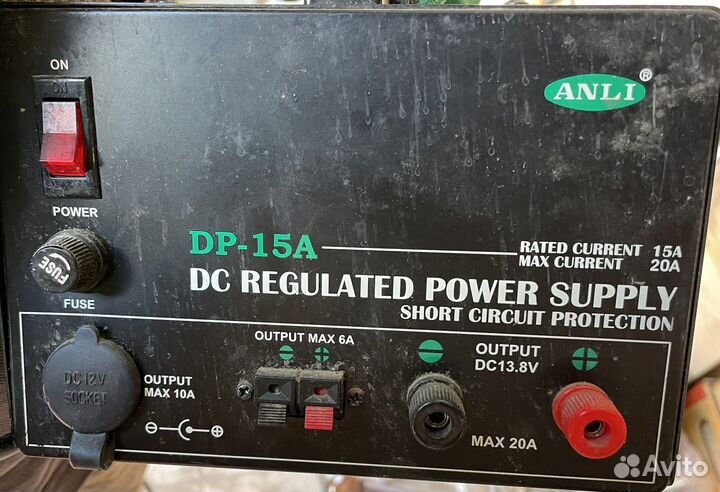 ON
ON
ANLI®
POWER
FUSE
FUSE
DP-15A
RATED CURRENT 15A
MAX CURRENT 20A
DC REGULATED POWER SUPPLY
SHORT CIRCUIT PROTECTION
DC 12V
SOCKET
OUTPUT
MAX 10A
OUTPUT MAX 6A
OUTPUT
DC13.8V
MAX 20A
Avito